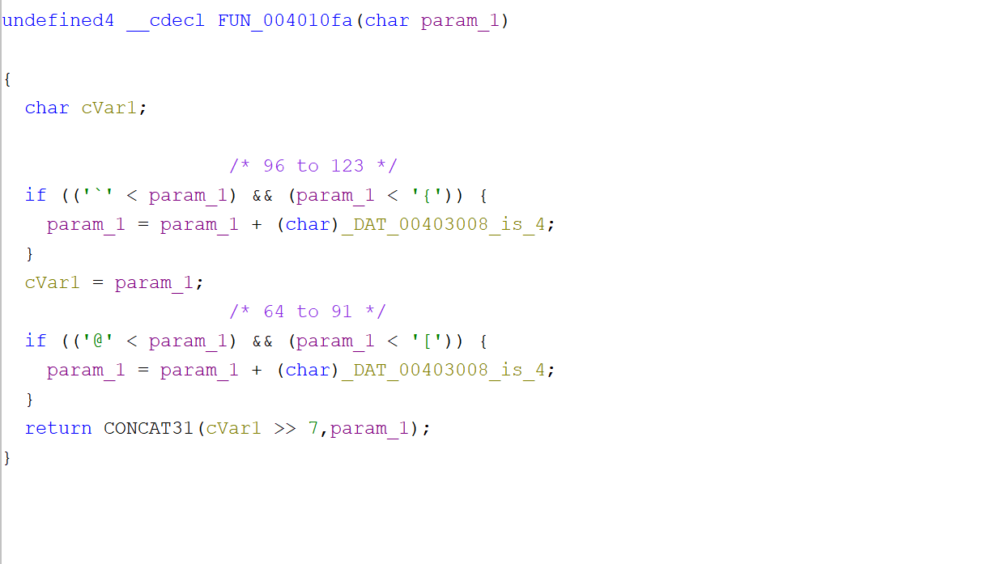 undefined4 __cdecl FUN_004010fa(char param_1)
{
char cVar1;
/* 96 to 123 */
if (('`' < param_1) && (param_1 < '{')) {
param_1 = param_1 + (char)_DAT_00403008_is_4;
}
cVar1 = param_1;
/* 64 to 91 */
if (('@' < param_1) && (param_1 < '[')) {
param_1 = param_1 + (char)_DAT_00403008_is_4;
}
return CONCAT31(cVar1 >> 7,param_1);
}